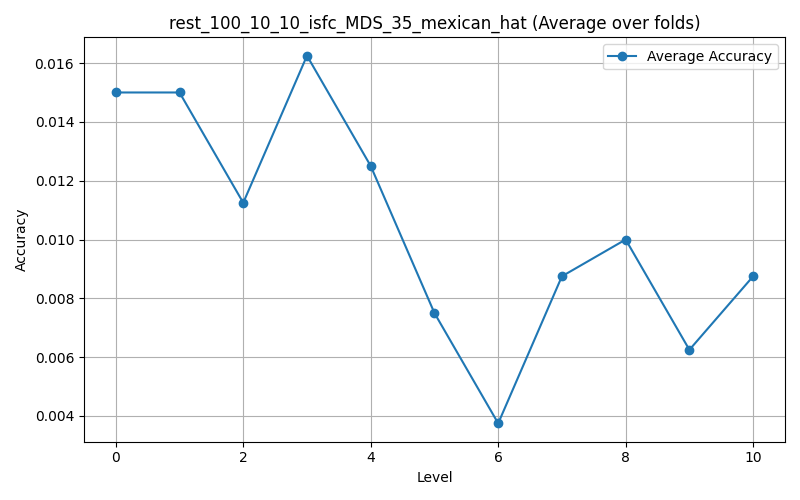 rest_100_10_10_isfc_MDS_35_mexican_hat (Average over folds)
Average Accuracy
0.016
0.014
0.012
0.010
0.008
0.006
0.004
Accuracy
0 2 4 6 8 10
Level